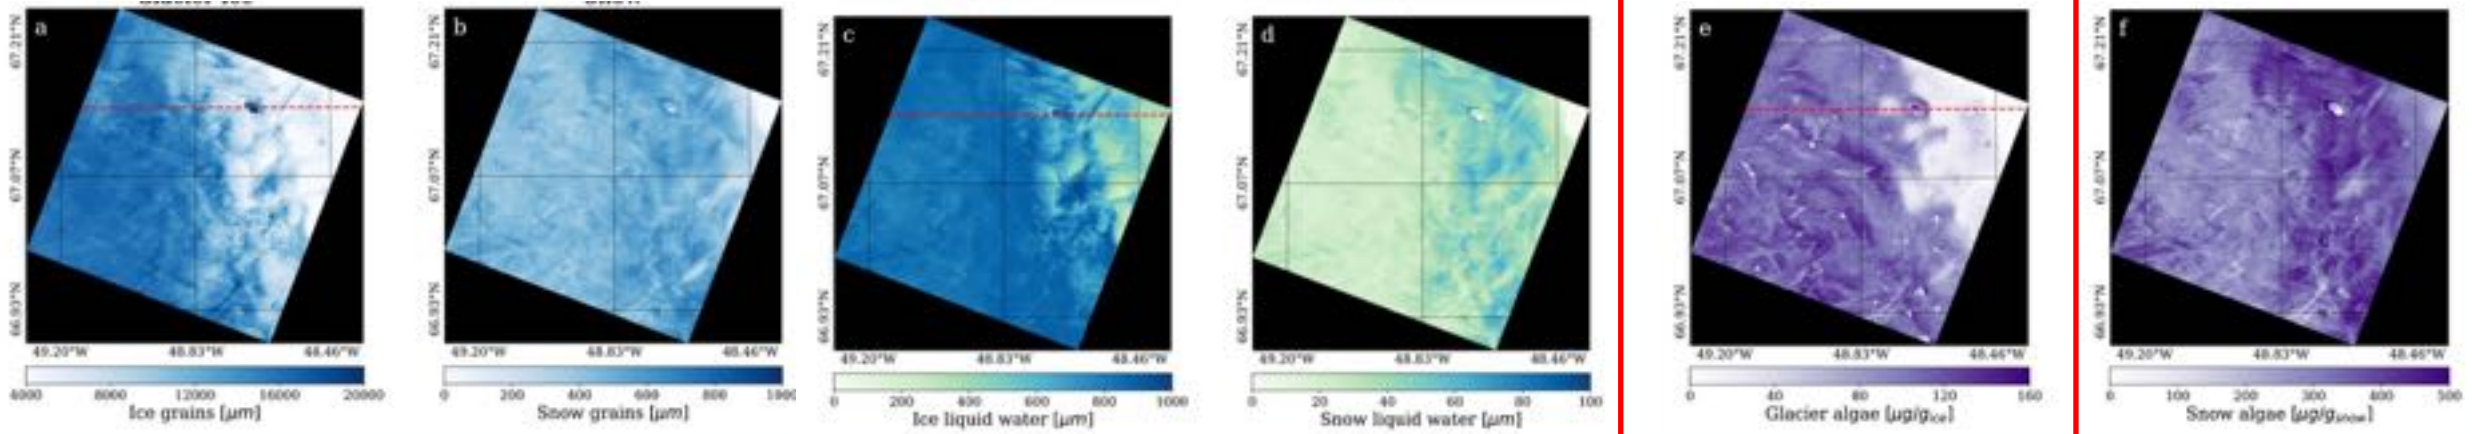 a
67.21°N
67.07°N
66.93°N
49.20°W 48.83°W 48.46°W
4000 8000 12000 16000 20000
Ice grains [μm]
b
67.21°N
67.07°N
66.93°N
49.20°W 48.83°W 48.46°W
0 200 400 600 800 1000
Snow grains [μm]
c
67.21°N
67.07°N
66.93°N
49.20°W 48.83°W 48.46°W
0 200 400 600 800 1000
Ice liquid water [μm]
d
67.21°N
67.07°N
66.93°N
49.20°W 48.83°W 48.46°W
0 20 40 60 80 100
Snow liquid water [μm]
e
67.21°N
67.07°N
66.93°N
49.20°W 48.83°W 48.46°W
0 40 80 120 160
Glacier algae [μg/gice]
f
67.21°N
67.07°N
66.93°N
49.20°W 48.83°W 48.46°W
0 100 200 300 400 500
Snow algae [μg/gsnow]